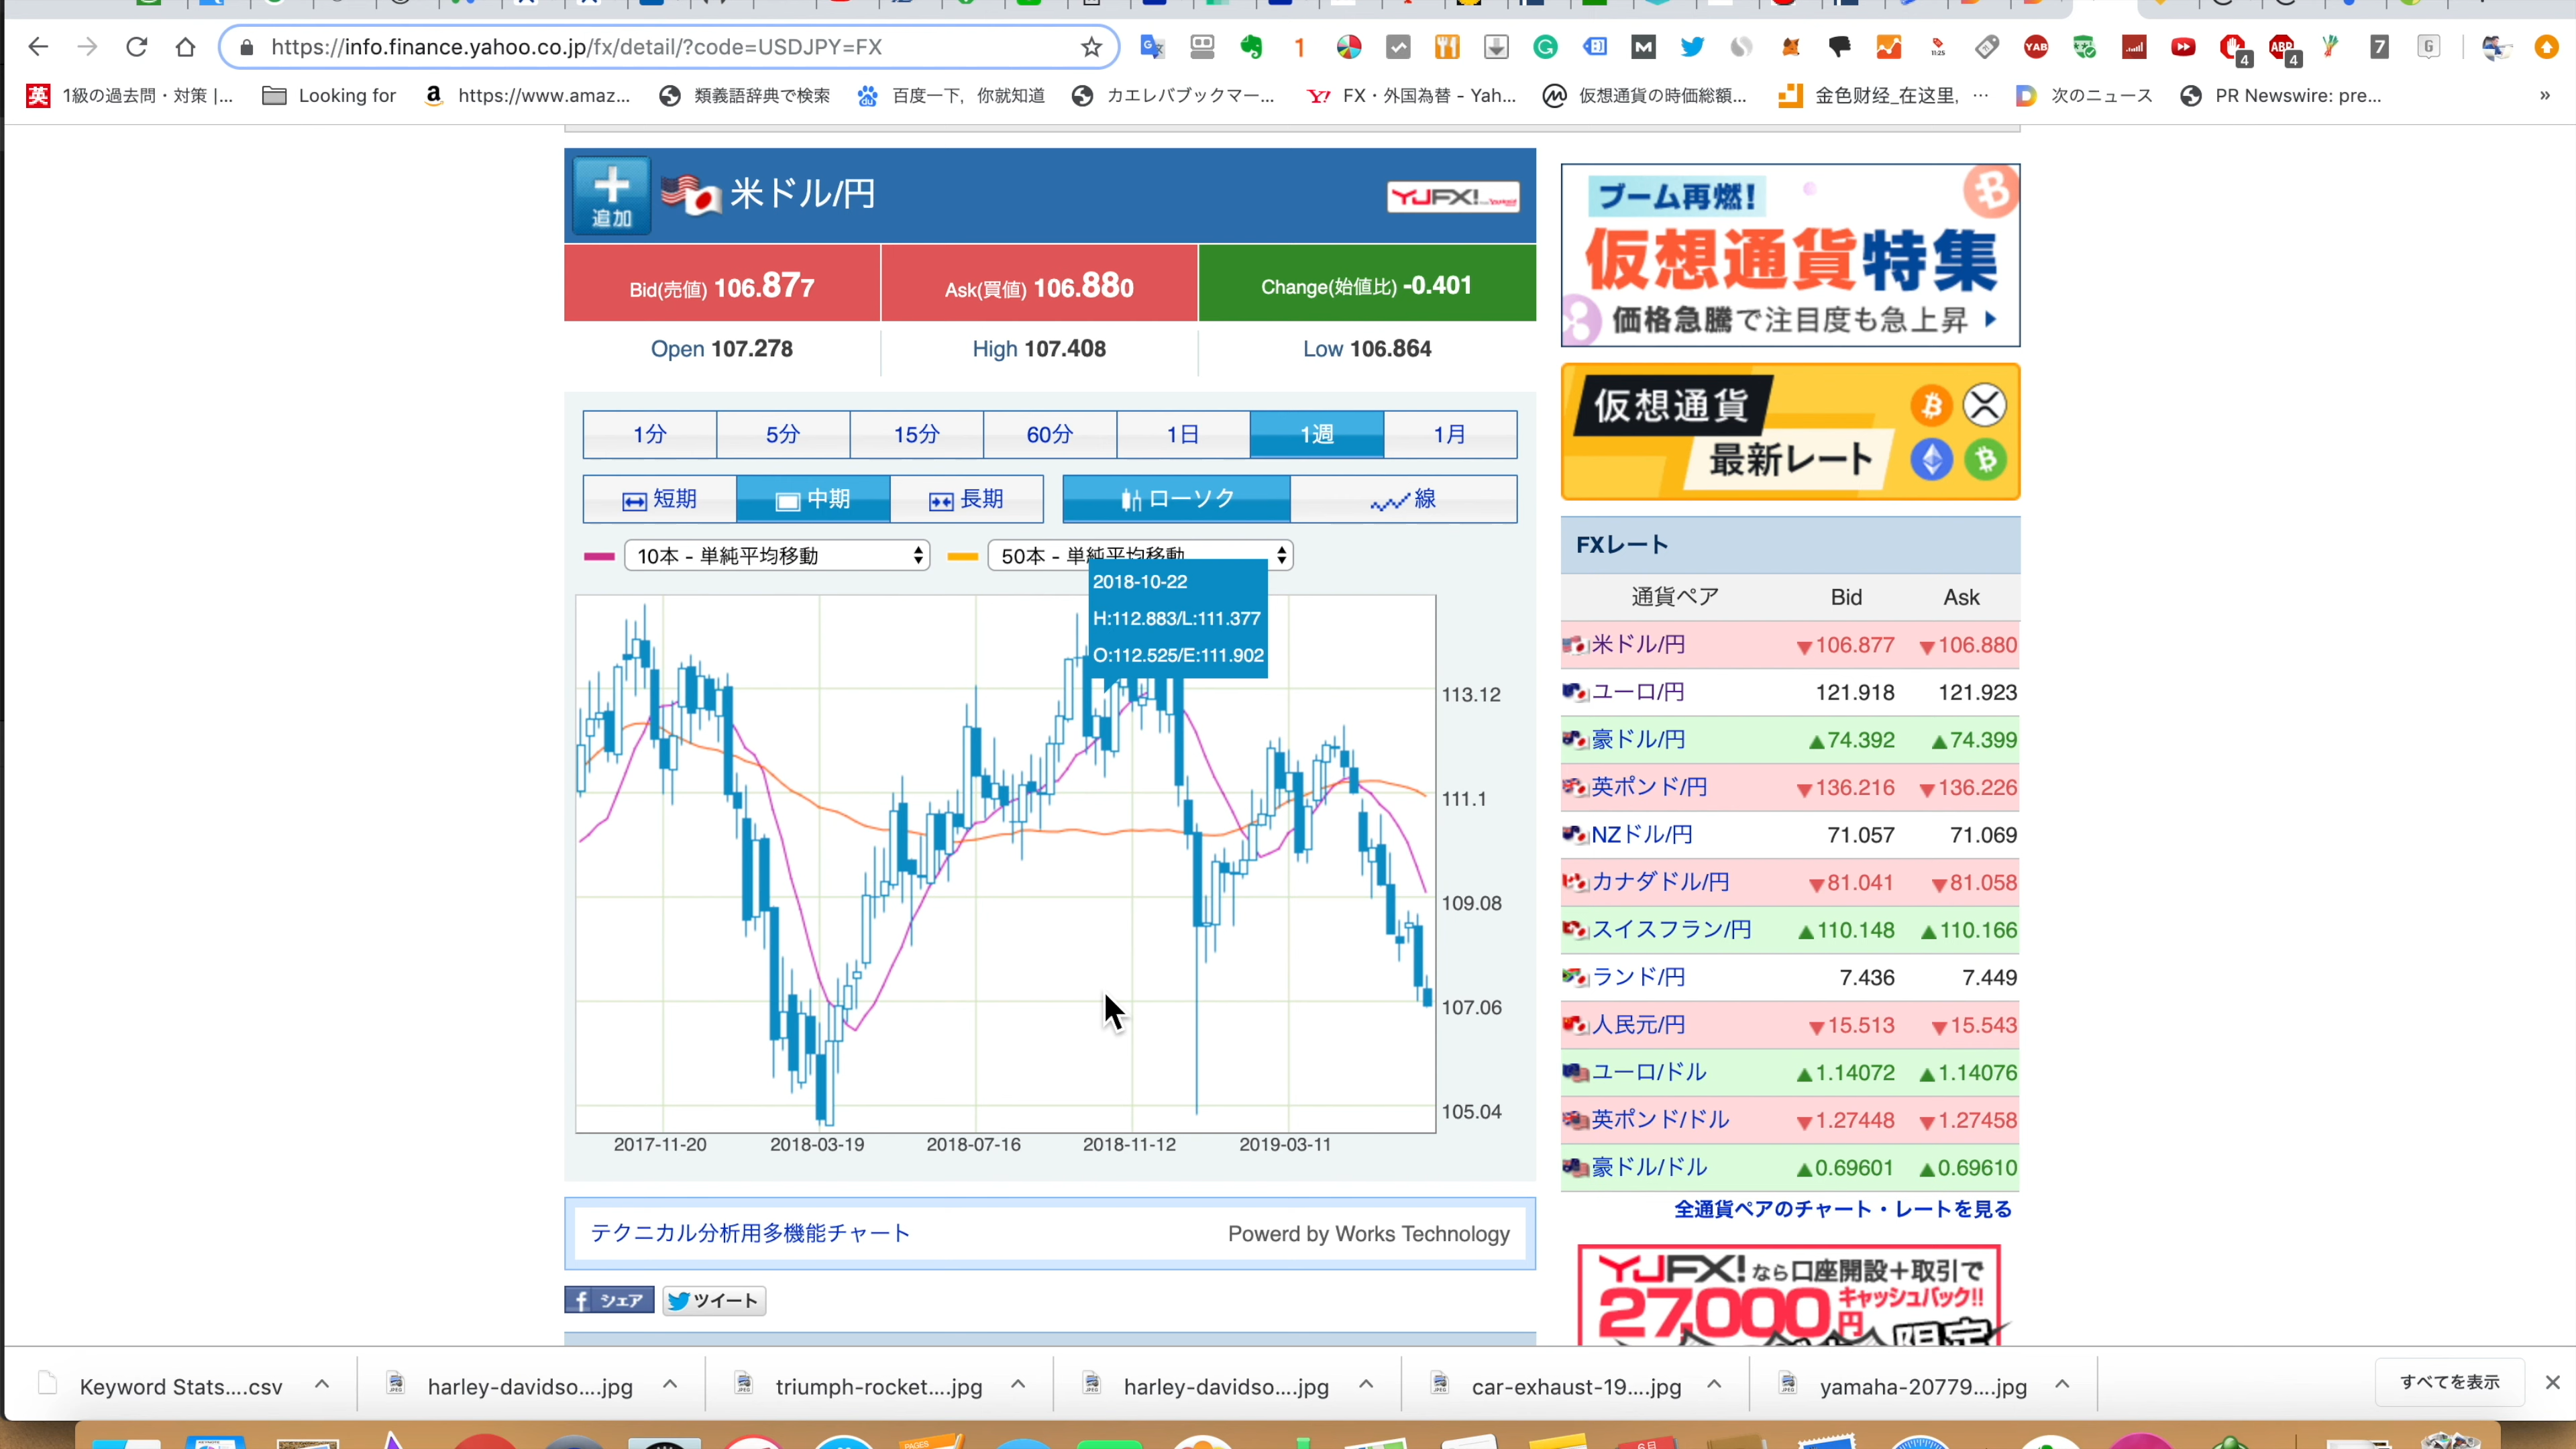 https://info.finance.yahoo.co.jp/fx/detail/?code=USDJPY=FX
1級の過去問・対策 |...
Looking for
https://www.amaz...
類義語辞典で検索
百度一下，你就知道
カエレバブックマー...
FX・外国為替 - Yah...
仮想通貨の時価総額...
金色财经_在这里, ...
次のニュース
PR Newswire: pre...
»
追加
米ドル/円
YJFX!
Bid(売値) 106.877
Ask(買値) 106.880
Change(始値比) -0.401
Open 107.278
High 107.408
Low 106.864
1分
5分
15分
60分
1日
1週
1月
短期
中期
長期
ローソク
線
10本 - 単純平均移動
50本 - 単純平均移動
2018-10-22
H:112.883/L:111.377
O:112.525/E:111.902
113.12
111.1
109.08
107.06
105.04
2017-11-20
2018-03-19
2018-07-16
2018-11-12
2019-03-11
テクニカル分析用多機能チャート
Powerd by Works Technology
シェア
ツイート
ブーム再燃!
仮想通貨特集
価格急騰で注目度も急上昇
仮想通貨
最新レート
FXレート
通貨ペア Bid Ask
米ドル/円 ▼106.877 ▼106.880
ユーロ/円 121.918 121.923
豪ドル/円 ▲74.392 ▲74.399
英ポンド/円 ▼136.216 ▼136.226
NZドル/円 71.057 71.069
カナダドル/円 ▼81.041 ▼81.058
スイスフラン/円 ▲110.148 ▲110.166
ランド/円 7.436 7.449
人民元/円 ▼15.513 ▼15.543
ユーロ/ドル ▲1.14072 ▲1.14076
英ポンド/ドル ▼1.27448 ▼1.27458
豪ドル/ドル ▲0.69601 ▲0.69610
全通貨ペアのチャート・レートを見る
YJFX!なら口座開設+取引で
27,000円
キャッシュバック!!
限定
Keyword Stats....csv
harley-davidso....jpg
triumph-rocket....jpg
harley-davidso....jpg
car-exhaust-19....jpg
yamaha-20779...jpg
すべてを表示